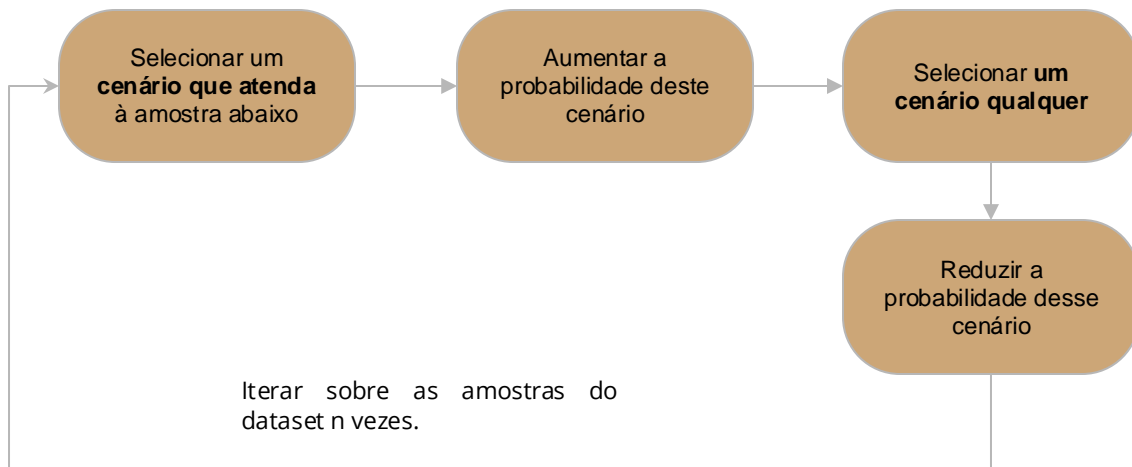 Selecionar um
cenário que atenda
à amostra abaixo
Aumentar a
probabilidade deste
cenário
Selecionar um
cenário qualquer
Reduzir a
probabilidade desse
cenário
Iterar sobre as amostras do
dataset n vezes.